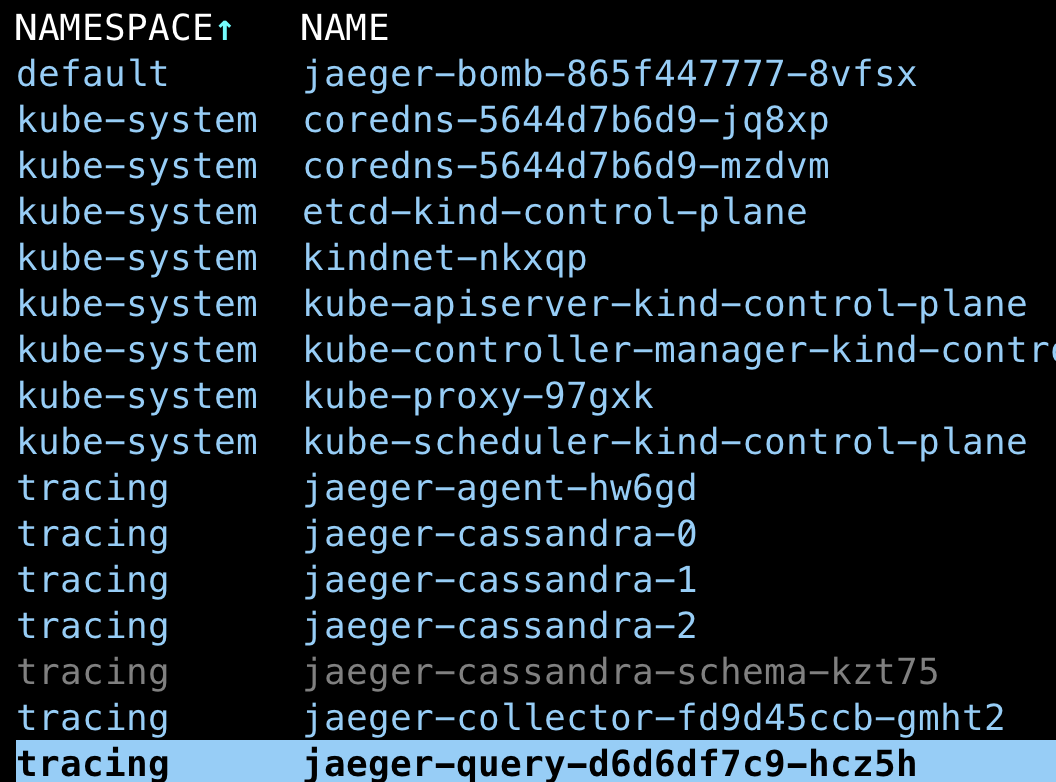 NAMESPACE↑ NAME
default jaeger-bomb-865f447777-8vfsx
kube-system coredns-5644d7b6d9-jq8xp
kube-system coredns-5644d7b6d9-mzdvm
kube-system etcd-kind-control-plane
kube-system kindnet-nkxqp
kube-system kube-apiserver-kind-control-plane
kube-system kube-controller-manager-kind-contro
kube-system kube-proxy-97gxk
kube-system kube-scheduler-kind-control-plane
tracing jaeger-agent-hw6gd
tracing jaeger-cassandra-0
tracing jaeger-cassandra-1
tracing jaeger-cassandra-2
tracing jaeger-cassandra-schema-kzt75
tracing jaeger-collector-fd9d45ccb-gmht2
tracing jaeger-query-d6d6df7c9-hcz5h